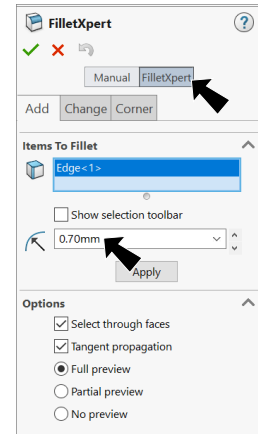 FilletXpert
?
Manual FilletXpert
Add Change Corner
Items To Fillet
Edge<1>
Show selection toolbar
0.70mm
Apply
Options
Select through faces
Tangent propagation
Full preview
Partial preview
No preview